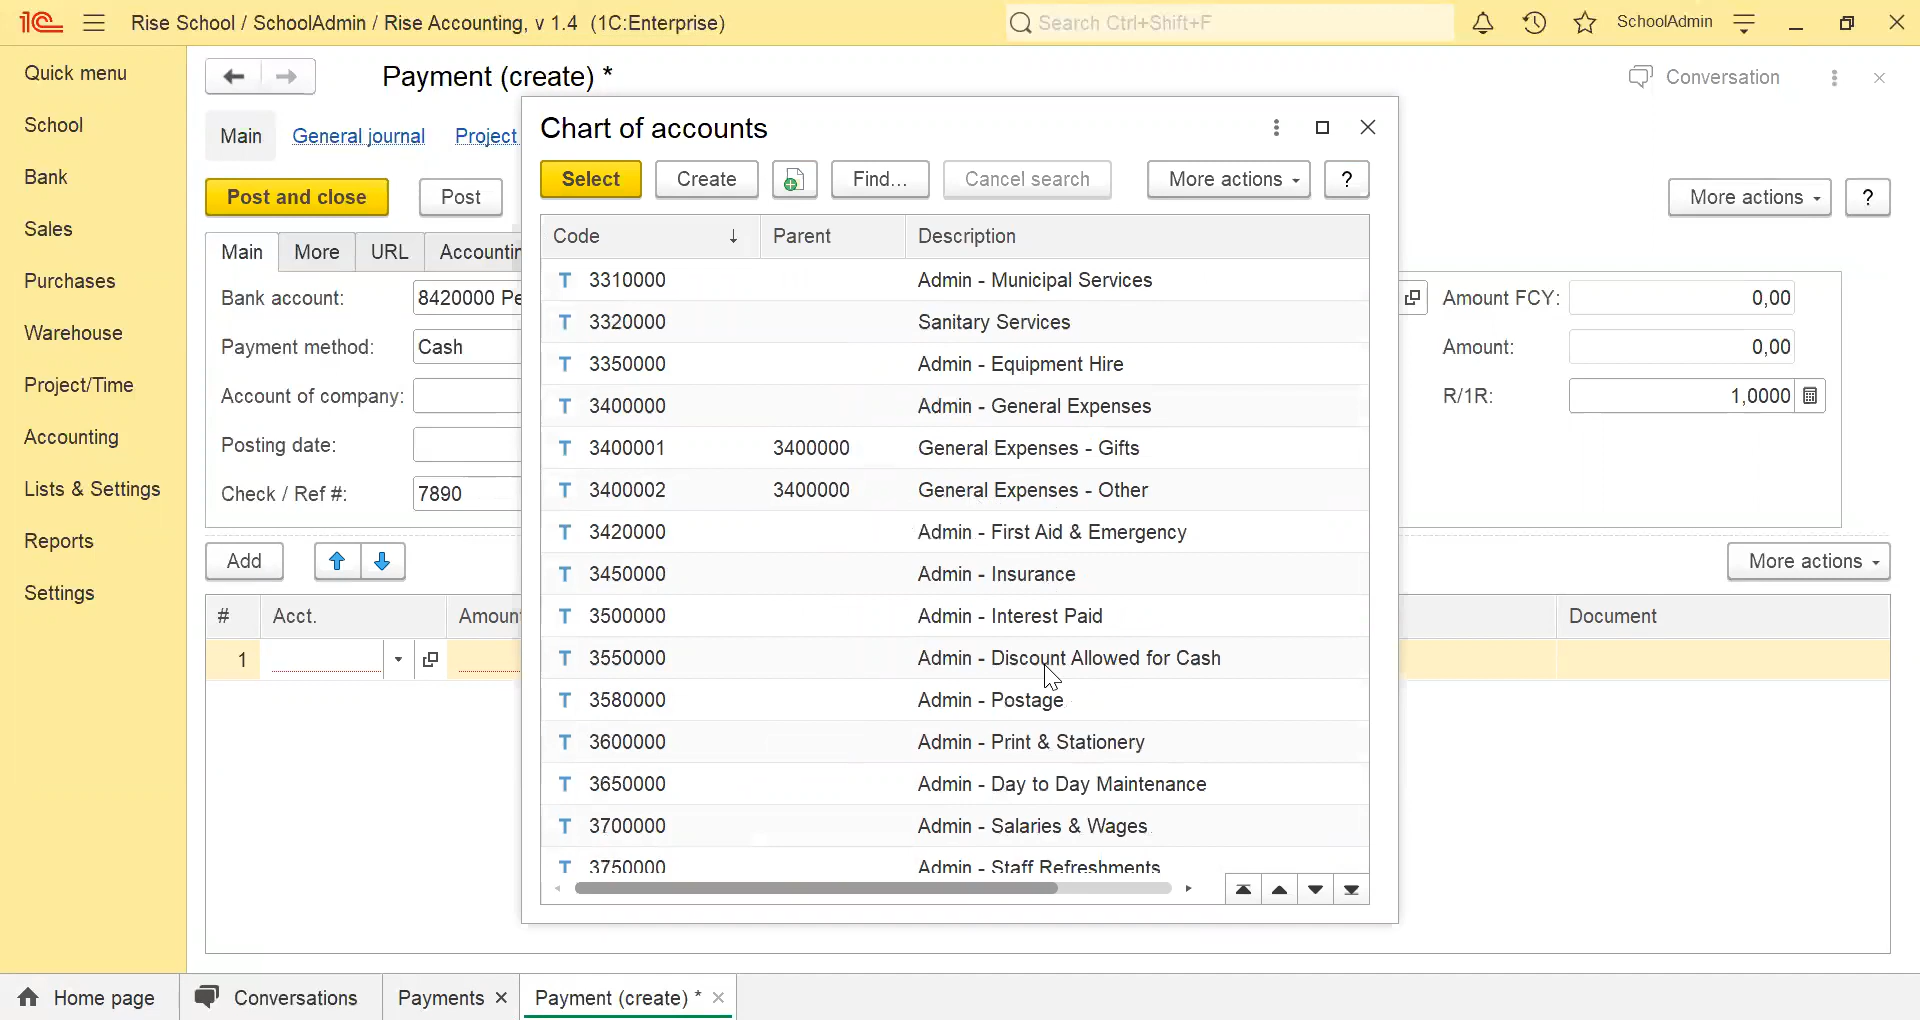 1C Rise School / SchoolAdmin / Rise Accounting, v 1.4 (1C:Enterprise) Search Ctrl+Shift+F SchoolAdmin
Quick menu
School
Bank
Sales
Purchases
Warehouse
Project/Time
Accounting
Lists & Settings
Reports
Settings
Payment (create) *
Conversation
Main General journal Project
Post and close Post
More actions ?
Main More URL Accountin
Bank account: 8420000 Pe
Payment method: Cash
Account of company:
Posting date:
Check / Ref #: 7890
Amount FCY: 0,00
Amount: 0,00
R/1R: 1,0000
Add
More actions
# Acct. Amoun Document
1
Chart of accounts
Select Create Find... Cancel search More actions ?
Code Parent Description
T 3310000 Admin - Municipal Services
T 3320000 Sanitary Services
T 3350000 Admin - Equipment Hire
T 3400000 Admin - General Expenses
T 3400001 3400000 General Expenses - Gifts
T 3400002 3400000 General Expenses - Other
T 3420000 Admin - First Aid & Emergency
T 3450000 Admin - Insurance
T 3500000 Admin - Interest Paid
T 3550000 Admin - Discount Allowed for Cash
T 3580000 Admin - Postage
T 3600000 Admin - Print & Stationery
T 3650000 Admin - Day to Day Maintenance
T 3700000 Admin - Salaries & Wages
T 3750000 Admin - Staff Refreshments
Home page Conversations Payments Payment (create) *